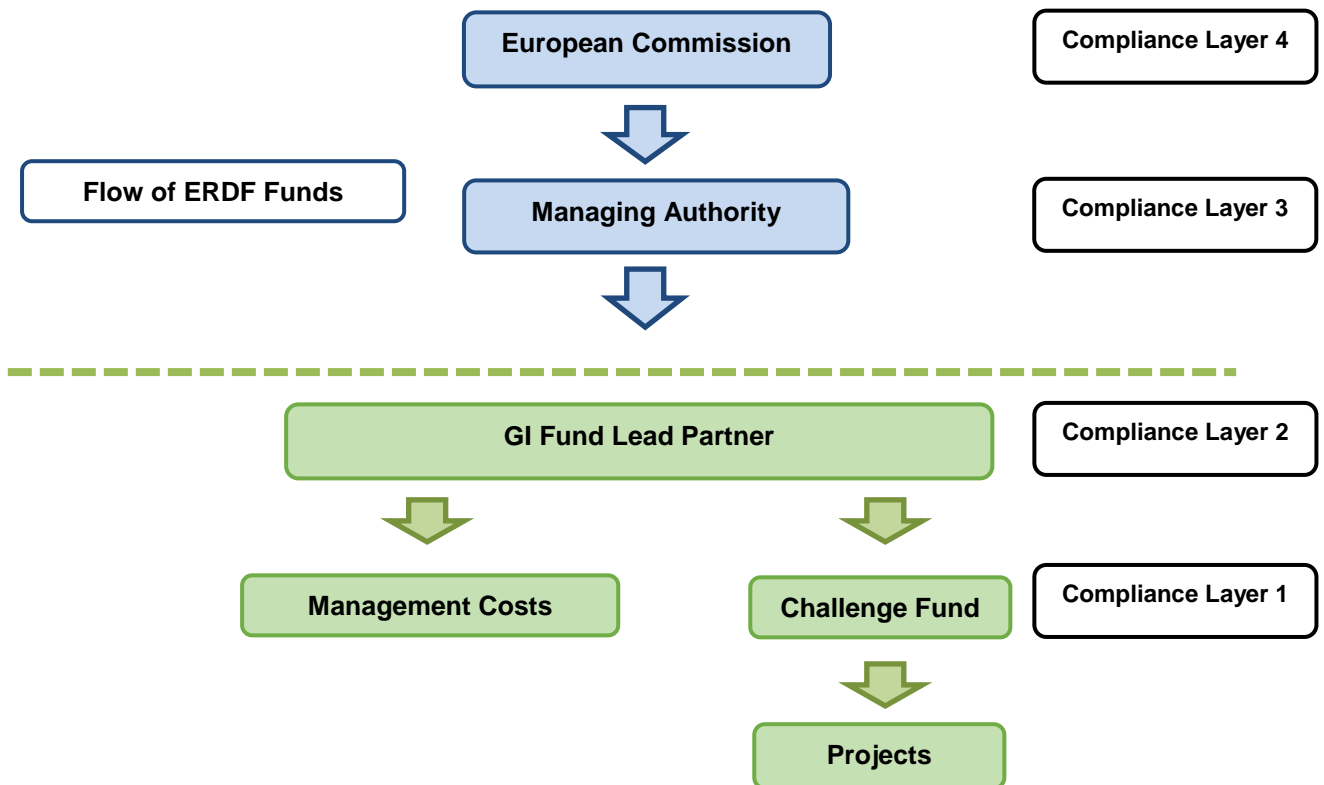 European Commission
Compliance Layer 4
Flow of ERDF Funds
Managing Authority
Compliance Layer 3
GI Fund Lead Partner
Compliance Layer 2
Management Costs
Challenge Fund
Compliance Layer 1
Projects